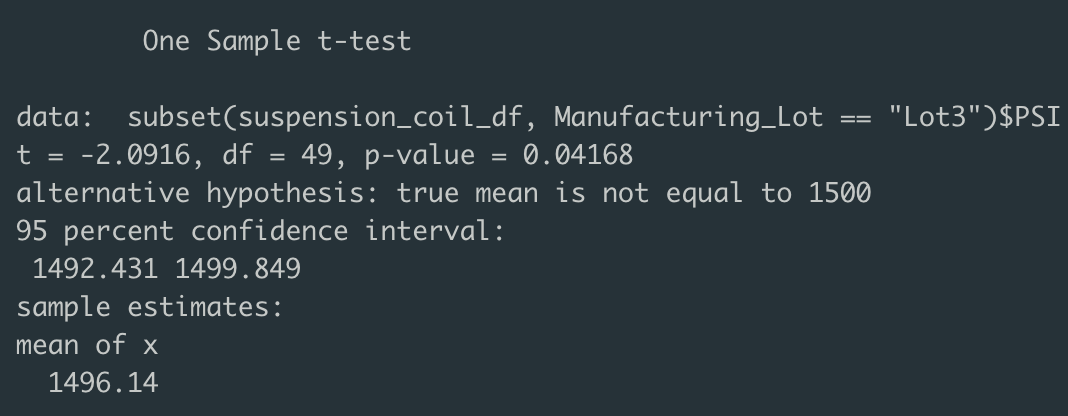 One Sample t-test
data:  subset(suspension_coil_df, Manufacturing_Lot == "Lot3")$PSI
t = -2.0916, df = 49, p-value = 0.04168
alternative hypothesis: true mean is not equal to 1500
95 percent confidence interval:
1492.431 1499.849
sample estimates:
mean of x
1496.14